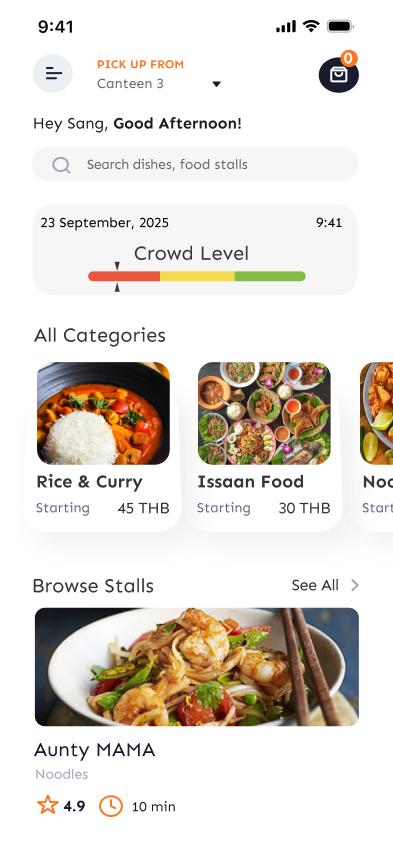 9:41
0
PICK UP FROM
Canteen 3
Hey Sang, Good Afternoon!
Search dishes, food stalls
23 September, 2025 9:41
Crowd Level
All Categories
Rice & Curry
Starting 45 THB
Issaan Food
Starting 30 THB
Noo
Start
Browse Stalls See All
Aunty MAMA
Noodles
4.9 10 min